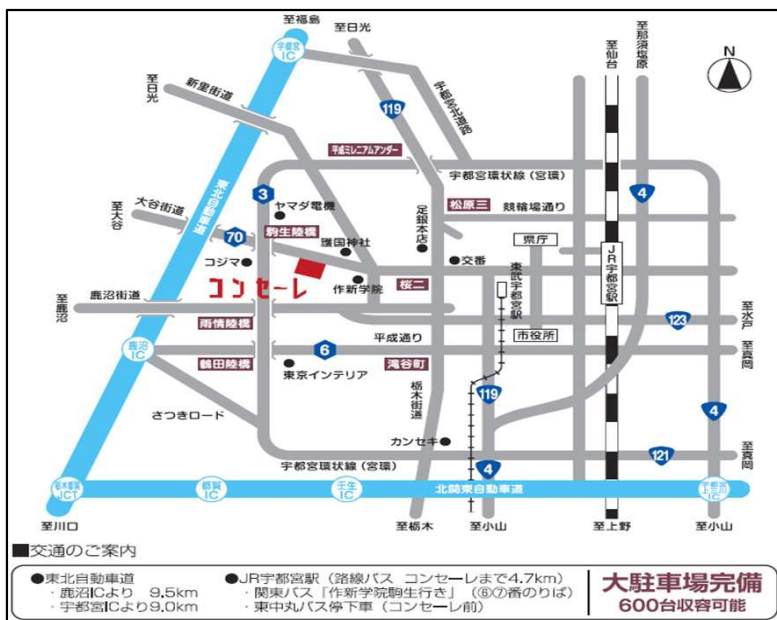 至福島
至日光
至仙台
至那須塩原
N
宇都宮
IC
至日光
新里街道
119
宇都宮北道路
平成ミレニアムアンダー
宇都宮環状線(宮環)
4
東北自動車道
3
ヤマダ電機
松原三
競輪場通り
大谷街道
至大谷
70
駒生陸橋
護国神社
足銀本店
県庁
JR宇都宮駅
コジマ
交番
東武宇都宮駅
コンセーレ
作新学院
桜二
鹿沼街道
至鹿沼
雨情陸橋
平成通り
市役所
123
至水戸
鹿沼
IC
鶴田陸橋
6
滝谷町
至真岡
東京インテリア
栃木街道
119
さつきロード
4
カンセキ
宇都宮環状線(宮環)
121
至真岡
4
栃木都賀
JCT
都賀
IC
壬生
IC
北関東自動車道
宇都宮
上三川
IC
至川口
至栃木
至小山
至上野
至小山
■交通のご案内
●東北自動車道
・鹿沼ICより 9.5km
・宇都宮ICより9.0km
●JR宇都宮駅(路線バス コンセーレまで4.7km)
・関東バス『作新学院駒生行き』(⑥⑦番のりば)
・東中丸バス停下車(コンセーレ前)
大駐車場完備
600台収容可能